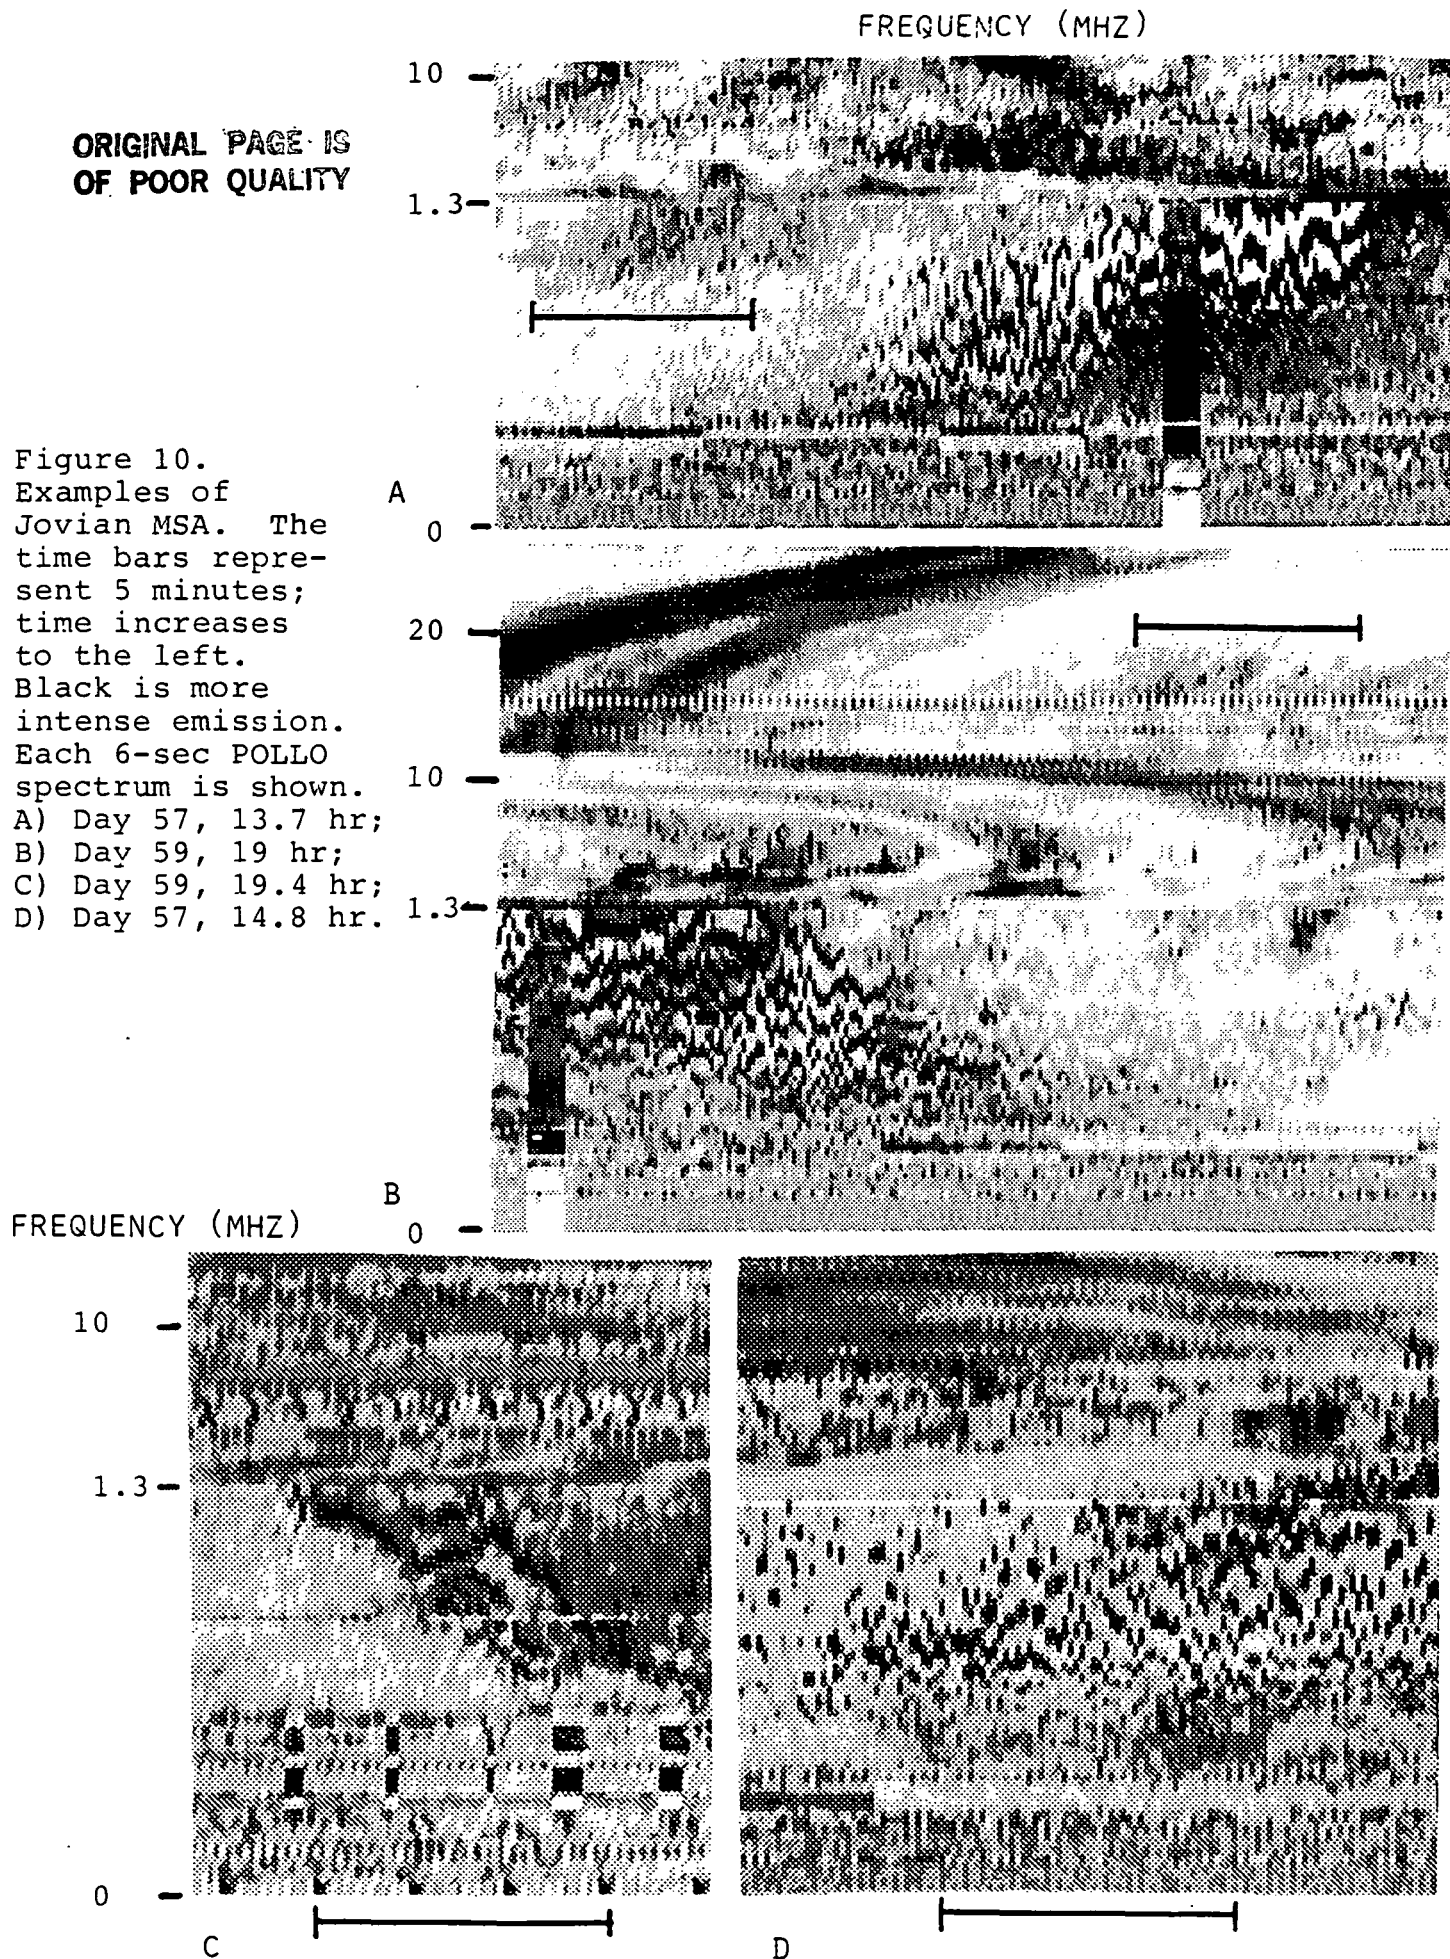 FREQUENCY (MHZ)
ORIGINAL PAGE IS
OF POOR QUALITY
10
1.3
A
0
Figure 10.
Examples of
Jovian MSA. The
time bars repre-
sent 5 minutes;
time increases
to the left.
Black is more
intense emission.
Each 6-sec POLLO
spectrum is shown.
A) Day 57, 13.7 hr;
B) Day 59, 19 hr;
C) Day 59, 19.4 hr;
D) Day 57, 14.8 hr.
20
10
1.3
B
0
FREQUENCY (MHZ)
10
1.3
0
C
D